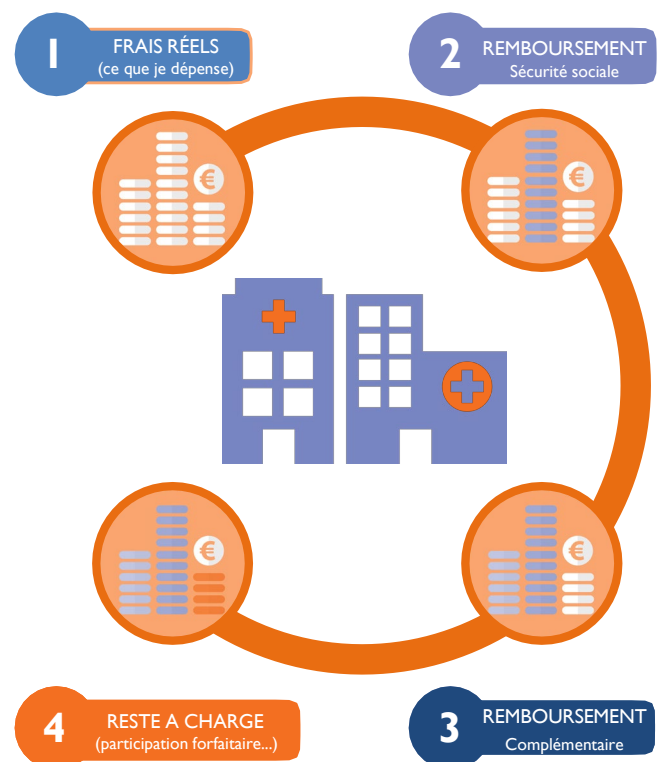 1
FRAIS RÉELS
(ce que je dépense)
2
REMBOURSEMENT
Sécurité sociale
€
€
€
€
4
RESTE A CHARGE
(participation forfaitaire...)
3
REMBOURSEMENT
Complémentaire